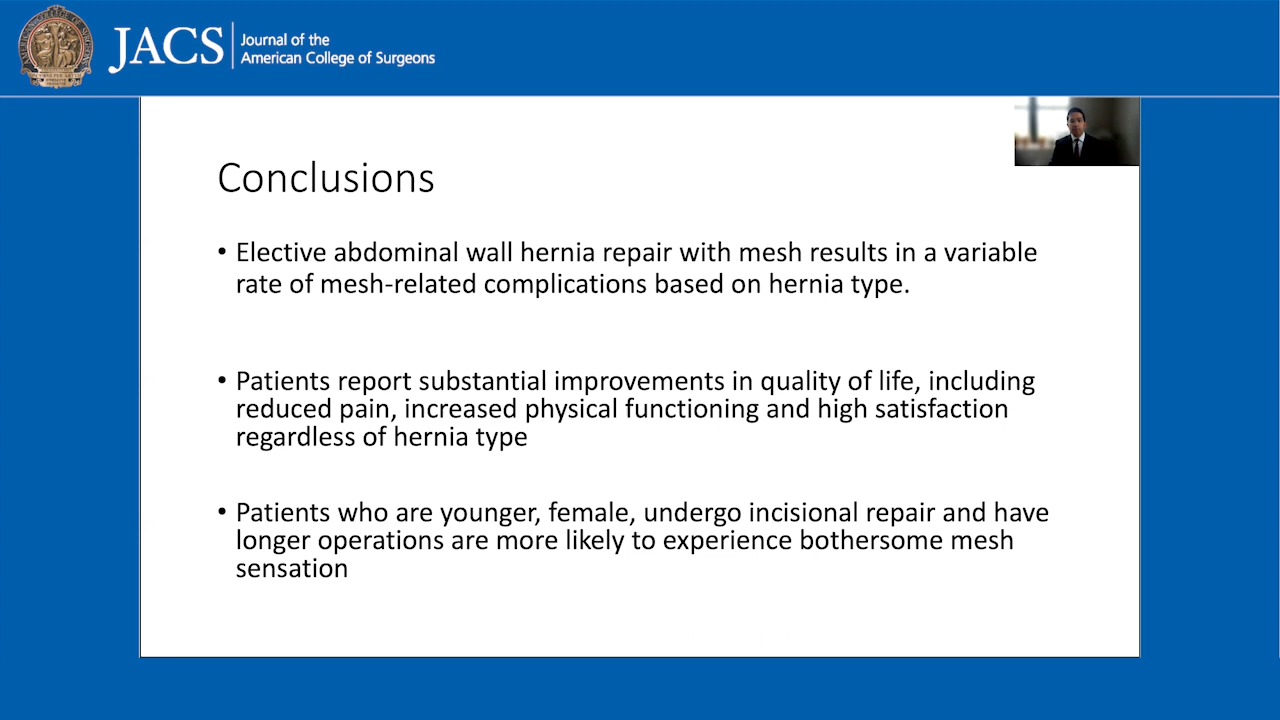 JACS
Journal of the
American College of Surgeons
Conclusions
• Elective abdominal wall hernia repair with mesh results in a variable
rate of mesh-related complications based on hernia type.
• Patients report substantial improvements in quality of life, including
reduced pain, increased physical functioning and high satisfaction
regardless of hernia type
• Patients who are younger, female, undergo incisional repair and have
longer operations are more likely to experience bothersome mesh
sensation